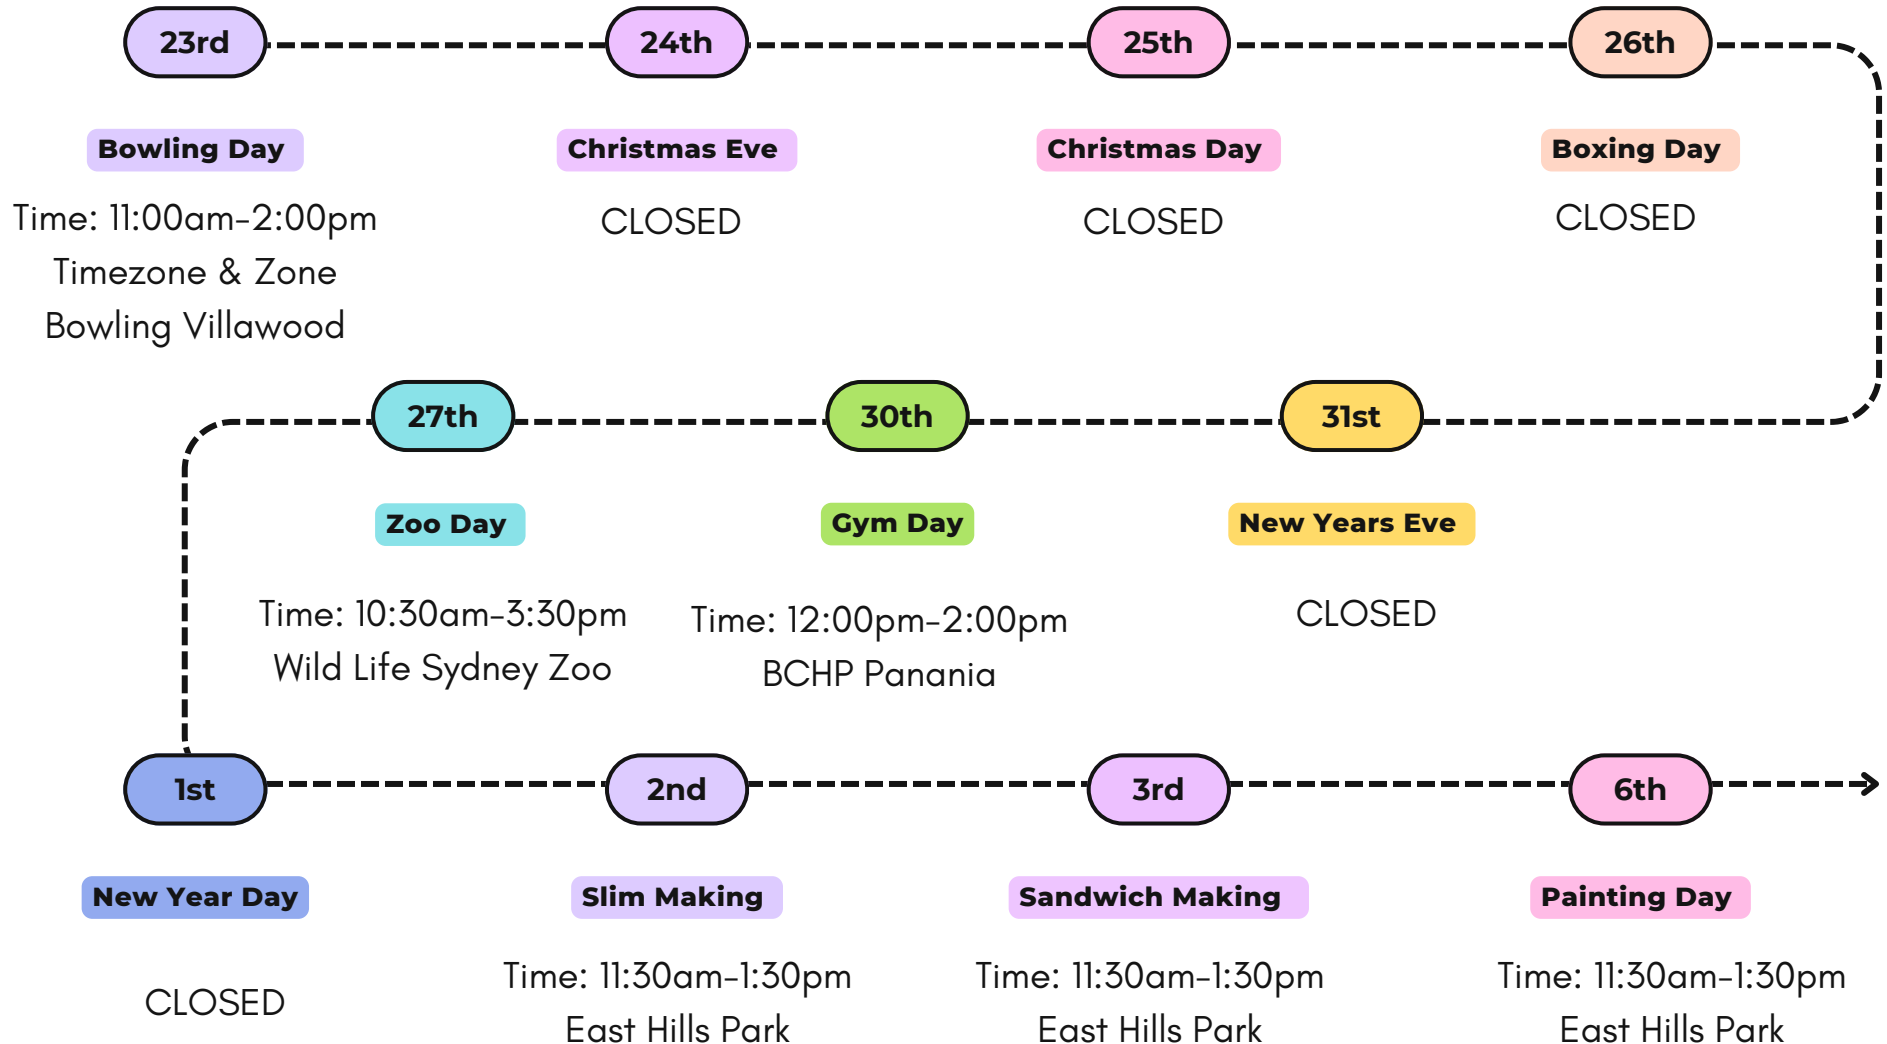 23rd
24th
25th
26th
Bowling Day
Christmas Eve
Christmas Day
Boxing Day
Time: 11:00am-2:00pm
Timezone & Zone
Bowling Villawood
CLOSED
CLOSED
CLOSED
27th
30th
31st
Zoo Day
Gym Day
New Years Eve
Time: 10:30am-3:30pm
Wild Life Sydney Zoo
Time: 12:00pm-2:00pm
BCHP Panania
CLOSED
1st
2nd
3rd
6th
New Year Day
Slim Making
Sandwich Making
Painting Day
CLOSED
Time: 11:30am-1:30pm
East Hills Park
Time: 11:30am-1:30pm
East Hills Park
Time: 11:30am-1:30pm
East Hills Park